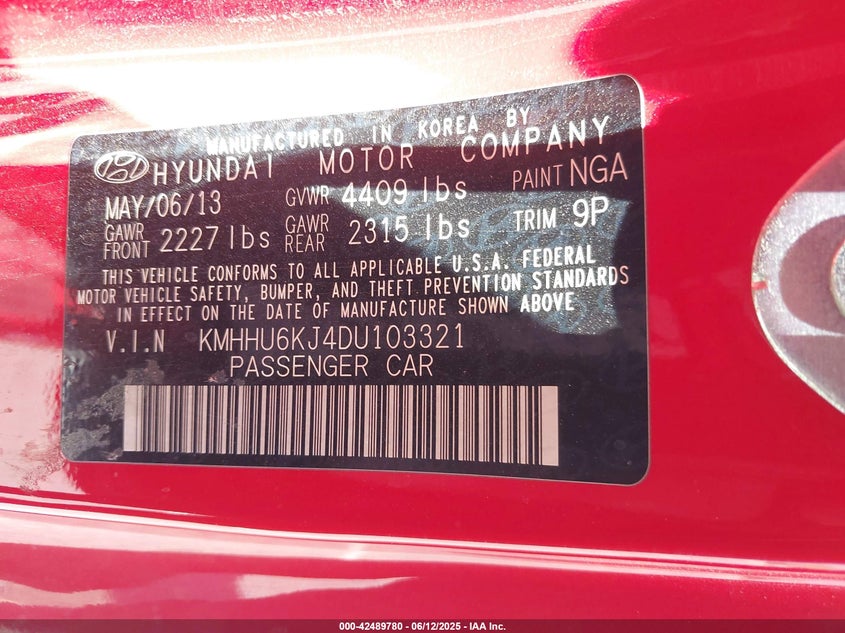 MANUFACTURED IN KOREA BY
HYUNDAI MOTOR COMPANY
MAY/06/13 GVWR 4409 lbs PAINT NGA
GAWR FRONT 2227 lbs GAWR REAR 2315 lbs TRIM 9P
THIS VEHICLE CONFORMS TO ALL APPLICABLE U.S.A. FEDERAL
MOTOR VEHICLE SAFETY, BUMPER, AND THEFT PREVENTION STANDARDS
IN EFFECT ON THE DATE OF MANUFACTURE SHOWN ABOVE
V.I.N KMHHU6KJ4DU103321
PASSENGER CAR
000-42489780 - 06/12/2025 - IAA Inc.